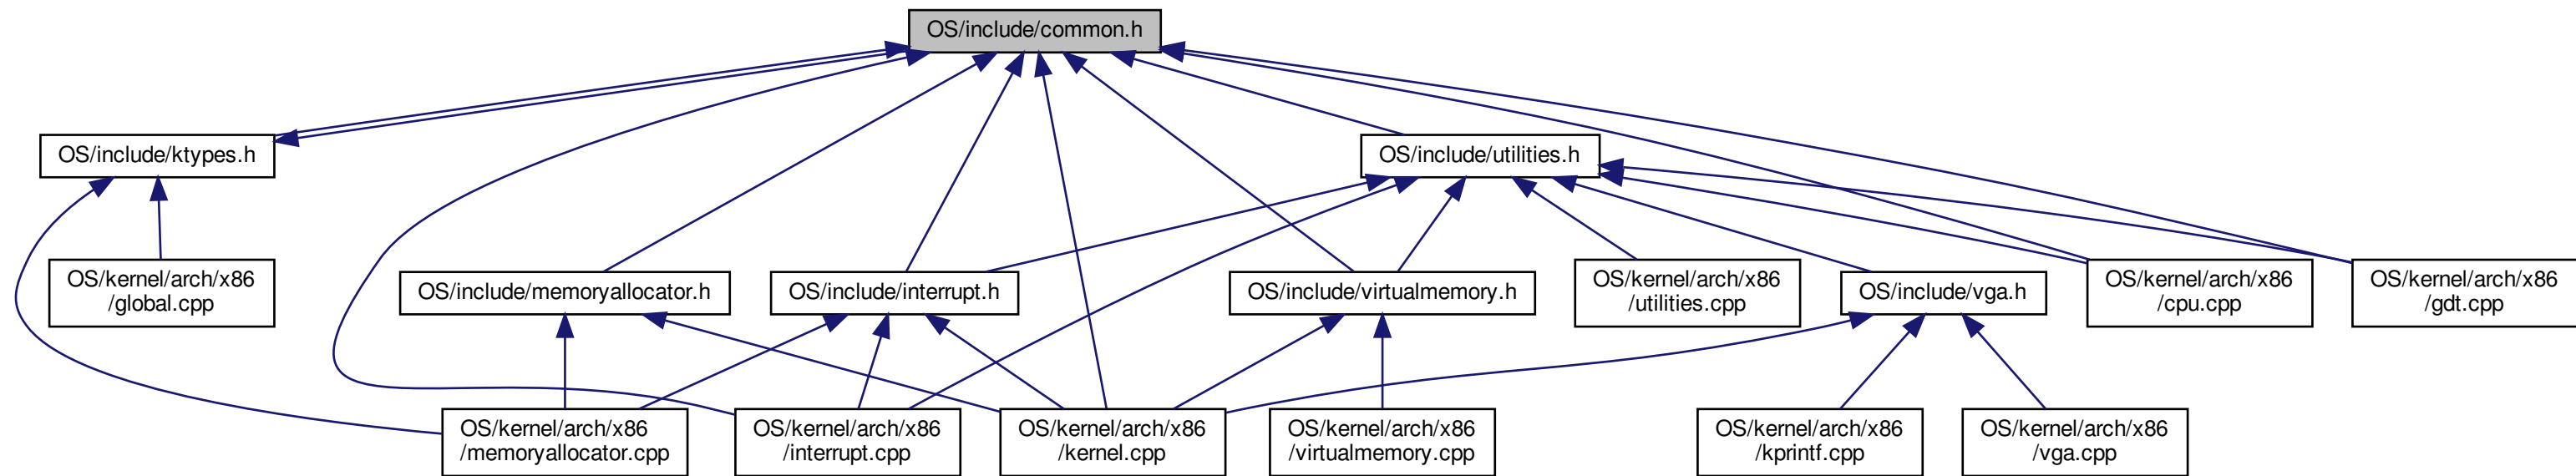 OS/include/common.h
OS/include/ktypes.h
OS/include/utilities.h
OS/kernel/arch/x86
/global.cpp
OS/include/memoryallocator.h
OS/include/interrupt.h
OS/include/virtualmemory.h
OS/kernel/arch/x86
/utilities.cpp
OS/include/vga.h
OS/kernel/arch/x86
/cpu.cpp
OS/kernel/arch/x86
/gdt.cpp
OS/kernel/arch/x86
/memoryallocator.cpp
OS/kernel/arch/x86
/interrupt.cpp
OS/kernel/arch/x86
/kernel.cpp
OS/kernel/arch/x86
/virtualmemory.cpp
OS/kernel/arch/x86
/kprintf.cpp
OS/kernel/arch/x86
/vga.cpp